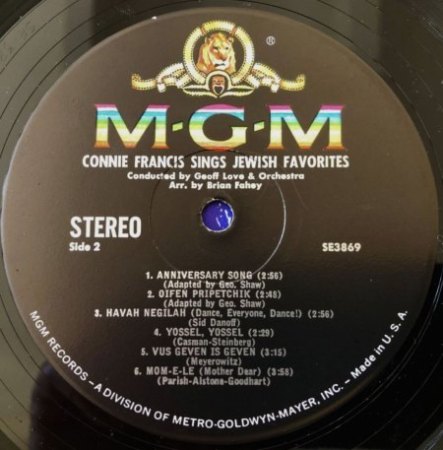 ®
M-G-M
CONNIE FRANCIS SINGS JEWISH FAVORITES
Conducted by Geoff Love & Orchestra
Arr. by Brian Fahey
STEREO
Side 2
SE3869
1. ANNIVERSARY SONG (2:56)
(Adapted by Geo. Shaw)
2. OIFEN PRIPETCHIK (2:48)
(Adapted by Geo. Shaw)
3. HAVAH NEGILAH (Dance, Everyone, Dance!) (2:56)
(Sid Danoff)
4. YOSSEL, YOSSEL (2:29)
(Casman-Steinberg)
5. VUS GEVEN IS GEVEN (3:15)
(Meyerowitz)
6. MOM-E-LE (Mother Dear) (3:58)
(Parish-Alstone-Goodhart)
MGM RECORDS – A DIVISION OF METRO-GOLDWYN-MAYER, INC. – Made in U.S.A.